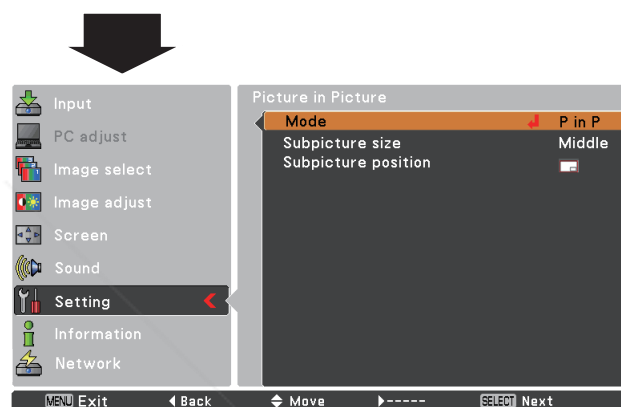 Input
PC adjust
Image select
Image adjust
Screen
Sound
Setting
Information
Network
Picture in Picture
Mode P in P
Subpicture size Middle
Subpicture position
MENU Exit Back Move ----- SELECT Next